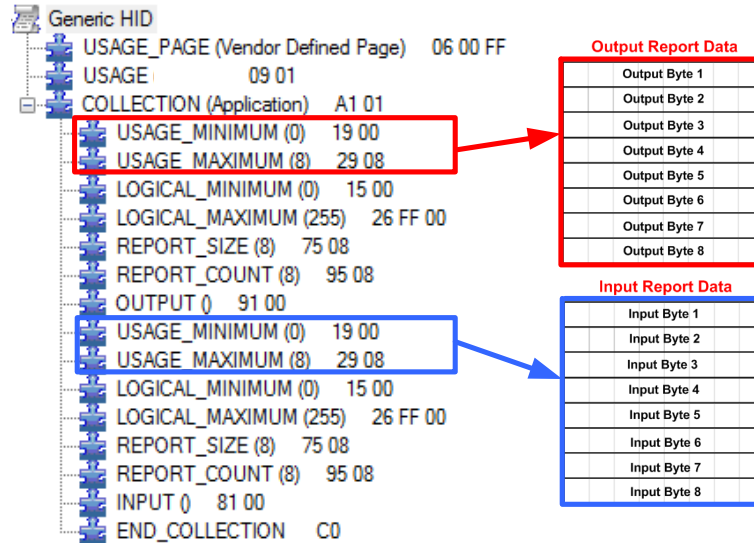 Generic HID
USAGE_PAGE (Vendor Defined Page) 06 00 FF
USAGE 09 01
COLLECTION (Application) A1 01
USAGE_MINIMUM (0) 19 00
USAGE_MAXIMUM (8) 29 08
LOGICAL_MINIMUM (0) 15 00
LOGICAL_MAXIMUM (255) 26 FF 00
REPORT_SIZE (8) 75 08
REPORT_COUNT (8) 95 08
OUTPUT () 91 00
USAGE_MINIMUM (0) 19 00
USAGE_MAXIMUM (8) 29 08
LOGICAL_MINIMUM (0) 15 00
LOGICAL_MAXIMUM (255) 26 FF 00
REPORT_SIZE (8) 75 08
REPORT_COUNT (8) 95 08
INPUT () 81 00
END_COLLECTION C0
Output Report Data
Output Byte 1
Output Byte 2
Output Byte 3
Output Byte 4
Output Byte 5
Output Byte 6
Output Byte 7
Output Byte 8
Input Report Data
Input Byte 1
Input Byte 2
Input Byte 3
Input Byte 4
Input Byte 5
Input Byte 6
Input Byte 7
Input Byte 8